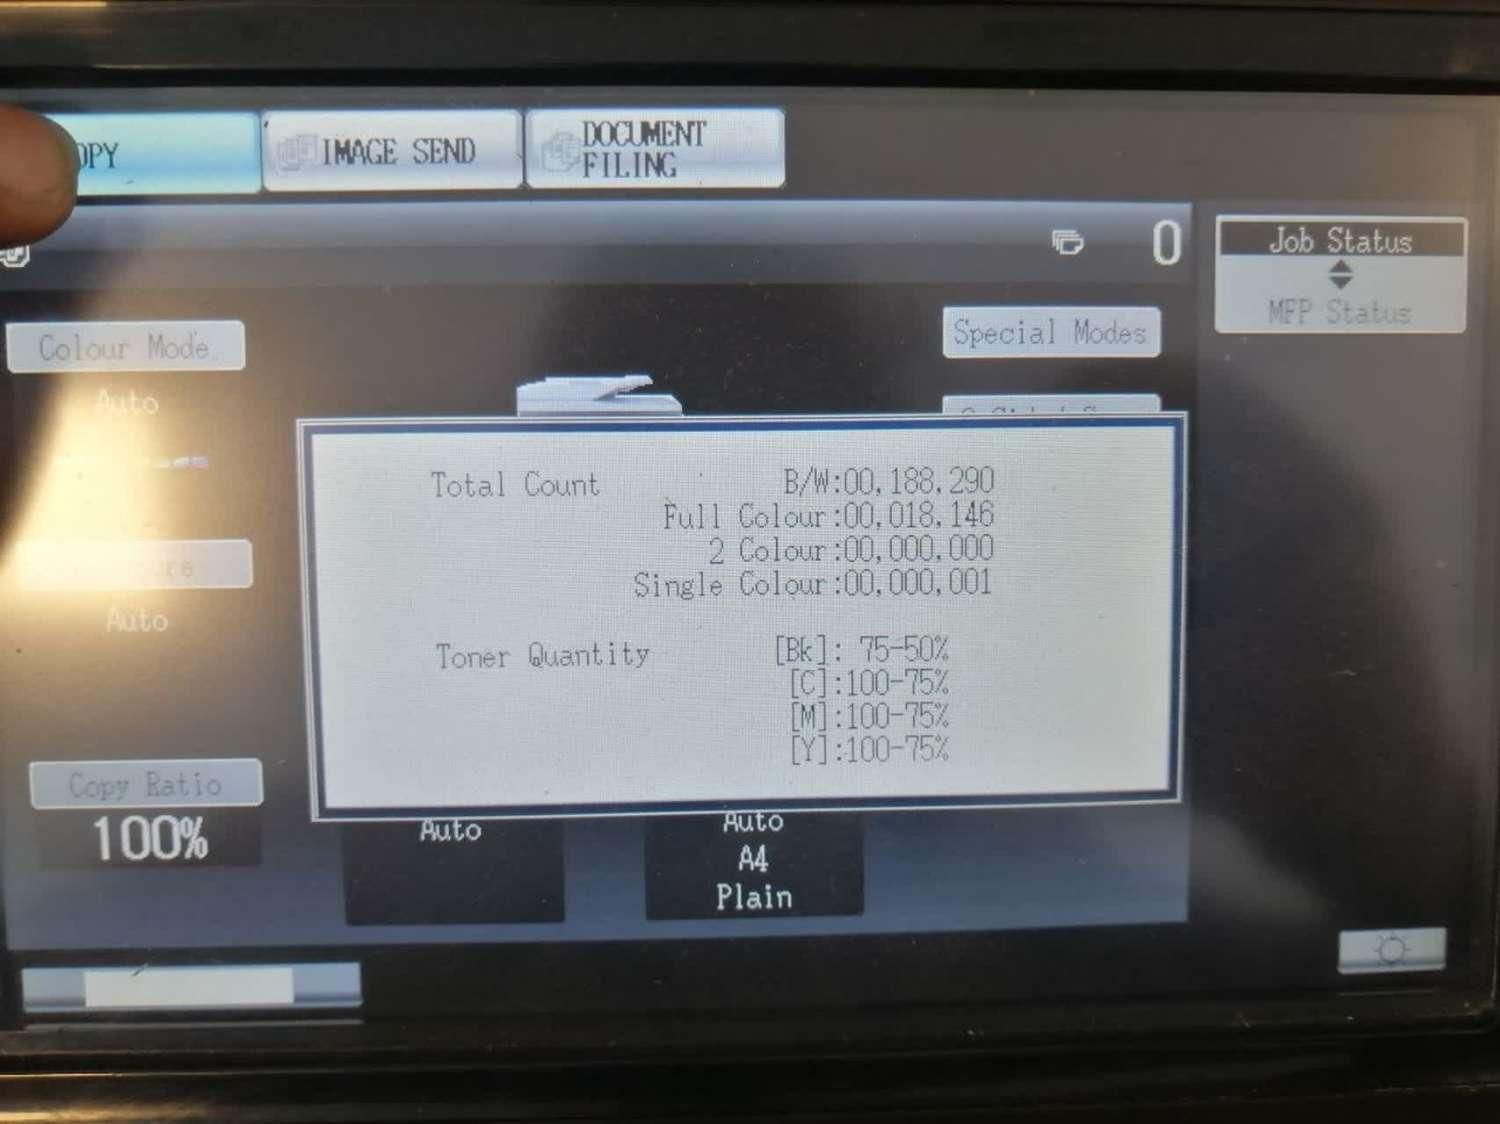 OPY
IMAGE SEND
DOCUMENT
FILING
0
Job Status
MFP Status
Colour Mode
Auto
Special Modes
Auto
Total Count B/W:00,188,290
Full Colour:00,018,146
2 Colour:00,000,000
Single Colour:00,000,001
Toner Quantity [Bk]: 75-50%
[C]:100-75%
[M]:100-75%
[Y]:100-75%
Copy Ratio
100%
Auto
Auto
A4
Plain